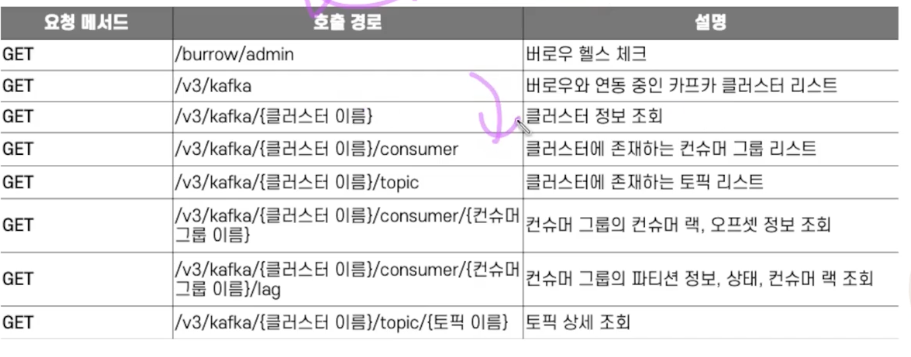 요청 메서드 호출 경로 설명
GET /burrow/admin 버로우 헬스 체크
GET /v3/kafka 버로우와 연동 중인 카프카 클러스터 리스트
GET /v3/kafka/{클러스터 이름} 클러스터 정보 조회
GET /v3/kafka/{클러스터 이름}/consumer 클러스터에 존재하는 컨슈머 그룹 리스트
GET /v3/kafka/{클러스터 이름}/topic 클러스터에 존재하는 토픽 리스트
GET /v3/kafka/{클러스터 이름}/consumer/{컨슈머
그룹 이름} 컨슈머 그룹의 컨슈머 랙, 오프셋 정보 조회
GET /v3/kafka/{클러스터 이름}/consumer/{컨슈머
그룹 이름}/lag 컨슈머 그룹의 파티션 정보, 상태, 컨슈머 랙 조회
GET /v3/kafka/{클러스터 이름}/topic/{토픽 이름} 토픽 상세 조회